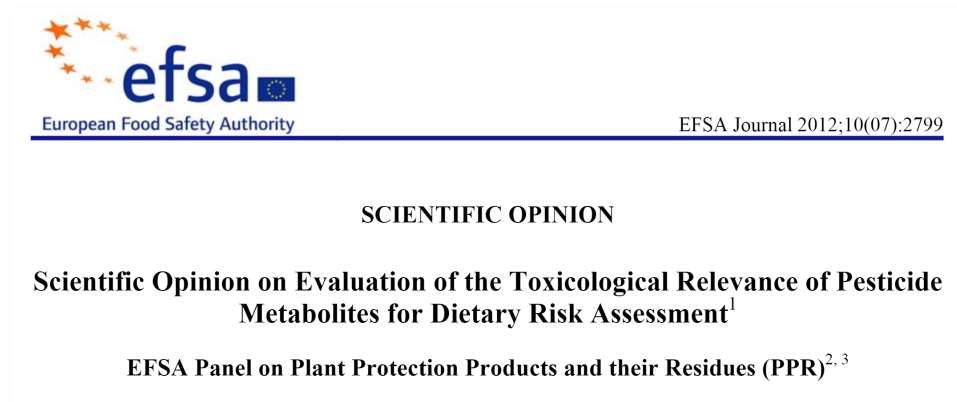 efsa
European Food Safety Authority
EFSA Journal 2012;10(07):2799
SCIENTIFIC OPINION
Scientific Opinion on Evaluation of the Toxicological Relevance of Pesticide
Metabolites for Dietary Risk Assessment1
EFSA Panel on Plant Protection Products and their Residues (PPR)2, 3